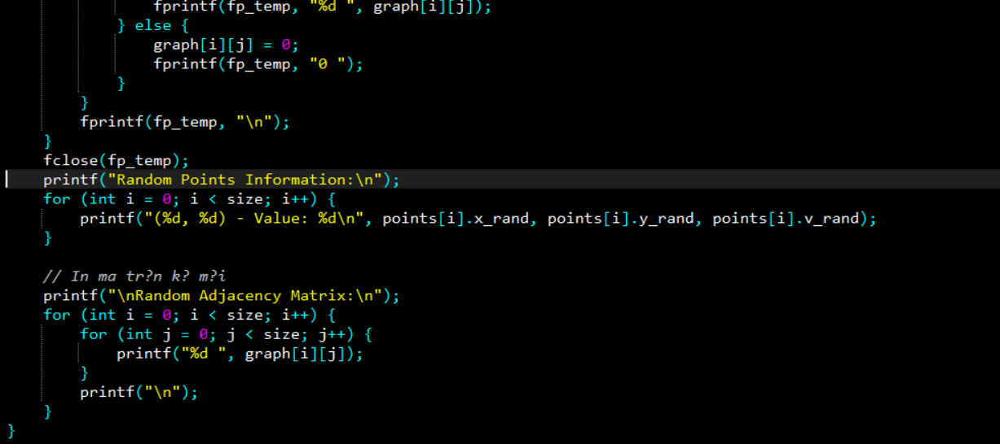 fprintf(fp_temp, "%d ", graph[i][j]);
} else {
graph[i][j] = 0;
fprintf(fp_temp, "0 ");
}
}
fprintf(fp_temp, "\n");
}
fclose(fp_temp);
printf("Random Points Information:\n");
for (int i = 0; i < size; i++) {
printf("(%d, %d) - Value: %d\n", points[i].x_rand, points[i].y_rand, points[i].v_rand);
}
// In ma tr?n k? m?i
printf("\nRandom Adjacency Matrix:\n");
for (int i = 0; i < size; i++) {
for (int j = 0; j < size; j++) {
printf("%d ", graph[i][j]);
}
printf("\n");
}
}